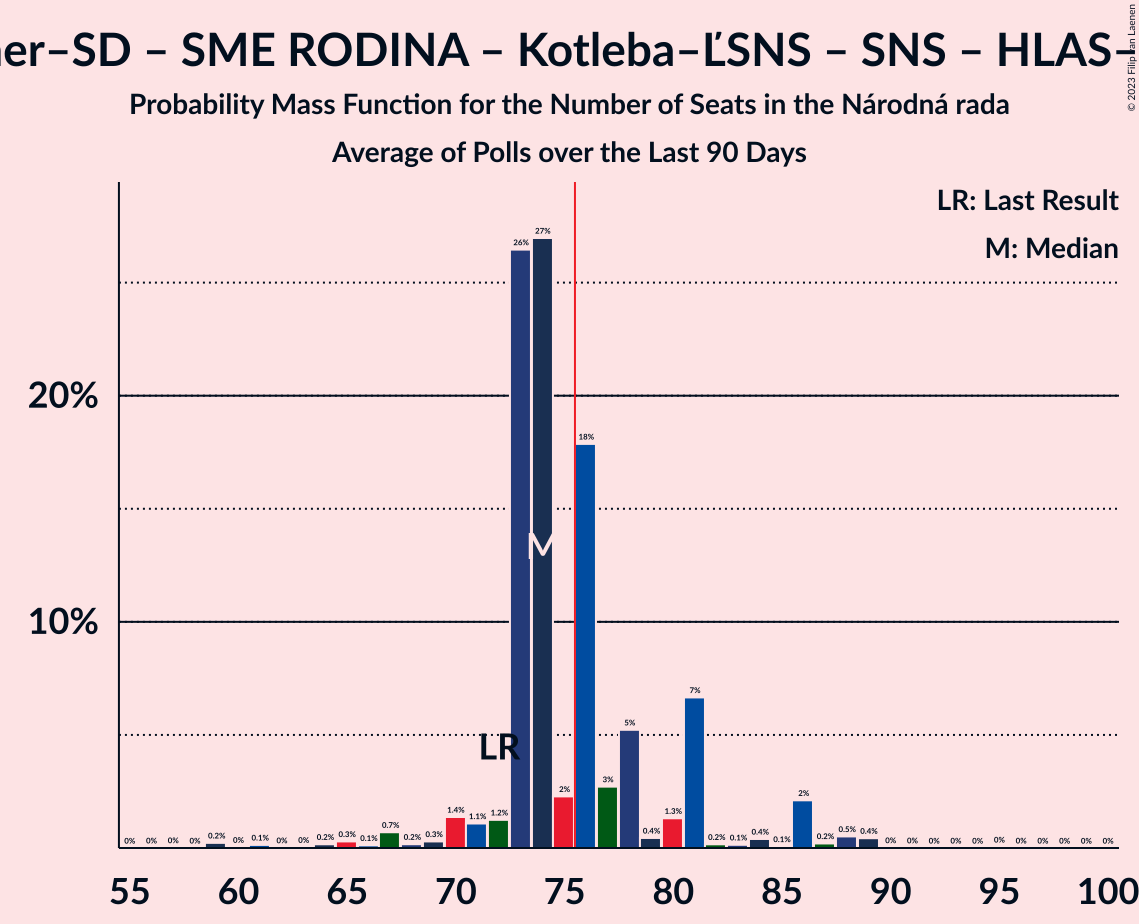 ner–SD – SME RODINA – Kotleba–ĽSNS – SNS – HLAS–
Probability Mass Function for the Number of Seats in the Národná rada
Average of Polls over the Last 90 Days
© 2023 Filip van Laenen
LR: Last Result
M: Median
20%
10%
0% 0% 0% 0% 0.2% 0% 0.1% 0% 0% 0.2% 0.3% 0.1% 0.7% 0.2% 0.3% 1.4% 1.1% 1.2% 26% 27% 2% 18% 3% 5% 0.4% 1.3% 7% 0.2% 0.1% 0.4% 0.1% 2% 0.2% 0.5% 0.4% 0% 0% 0% 0% 0% 0% 0% 0% 0% 0% 0%
LR
M
55 60 65 70 75 80 85 90 95 100